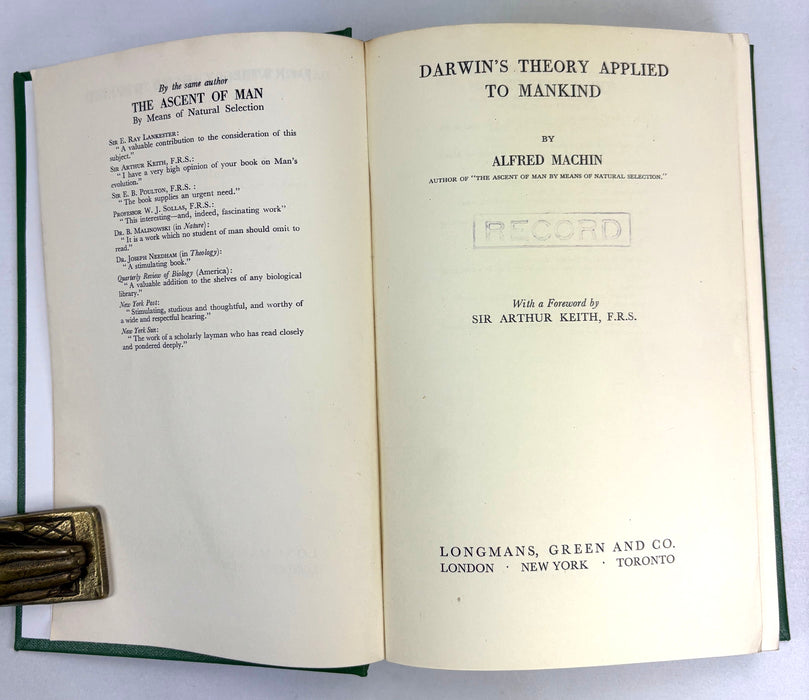 By the same author
THE ASCENT OF MAN
By Means of Natural Selection
SIR E. RAY LANKESTER:
"A valuable contribution to the consideration of this
subject."
SIR ARTHUR KEITH, F.R.S.:
"I have a very high opinion of your book on Man's
evolution."
SIR E. B. POULTON, F.R.S. :
"The book supplies an urgent need."
PROFESSOR W. J. SOLLAS, F.R.S.:
"This interesting—and, indeed, fascinating work"
DR. B. MALINOWSKI (in Nature):
"It is a work which no student of man should omit to
read."
DR. JOSEPH NEEDHAM (in Theology):
"A stimulating book."
Quarterly Review of Biology (America):
"A valuable addition to the shelves of any biological
library."
New York Post:
"Stimulating, studious and thoughtful, and worthy of
a wide and respectful hearing."
New York Sun:
"The work of a scholarly layman who has read closely
and pondered deeply."
DARWIN'S THEORY APPLIED
TO MANKIND
BY
ALFRED MACHIN
AUTHOR OF "THE ASCENT OF MAN BY MEANS OF NATURAL SELECTION,"
RECORD
With a Foreword by
SIR ARTHUR KEITH, F.R.S.
LONGMANS, GREEN AND CO.
LONDON · NEW YORK · TORONTO